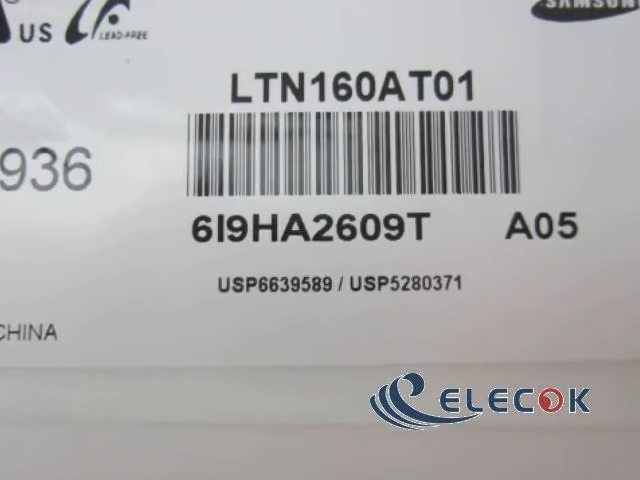 US
LEAD-FREE
SAMSUNG
LTN160AT01
936
6I9HA2609T A05
USP6639589 / USP5280371
CHINA
ELECOK